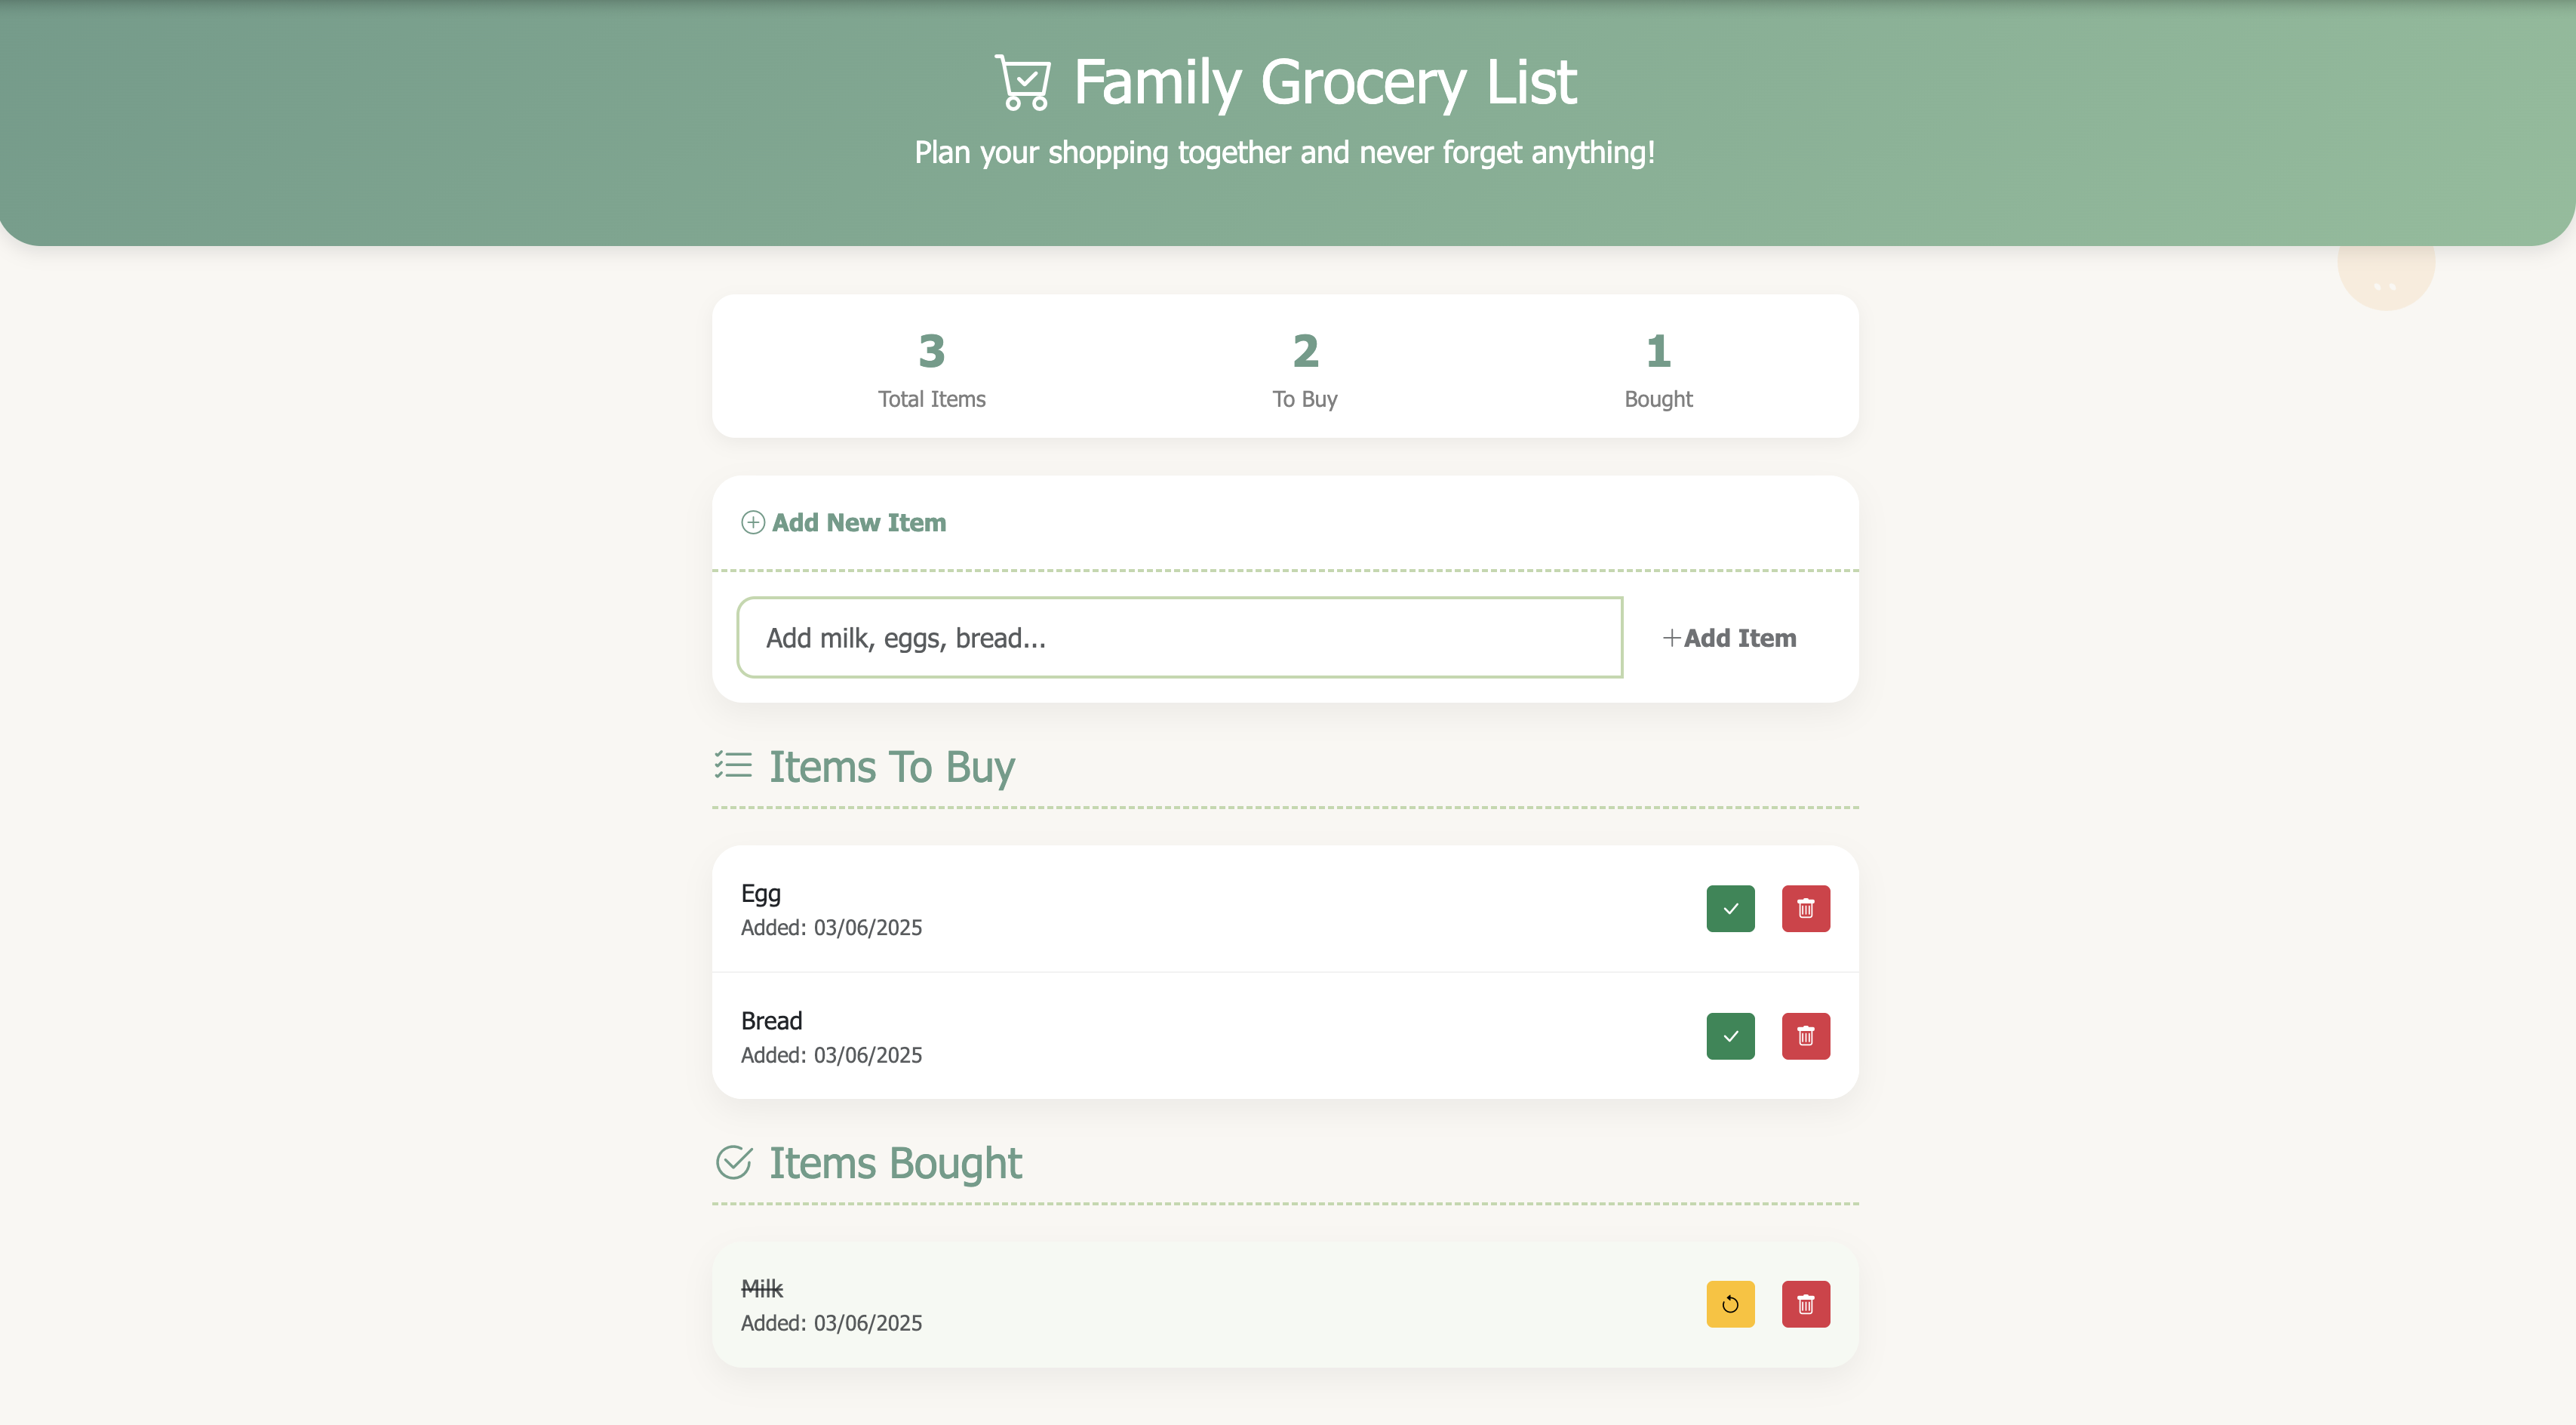 Family Grocery List
Plan your shopping together and never forget anything!
3
Total Items
2
To Buy
1
Bought
Add New Item
Add milk, eggs, bread...
+Add Item
Items To Buy
Egg
Added: 03/06/2025
Bread
Added: 03/06/2025
Items Bought
Milk
Added: 03/06/2025